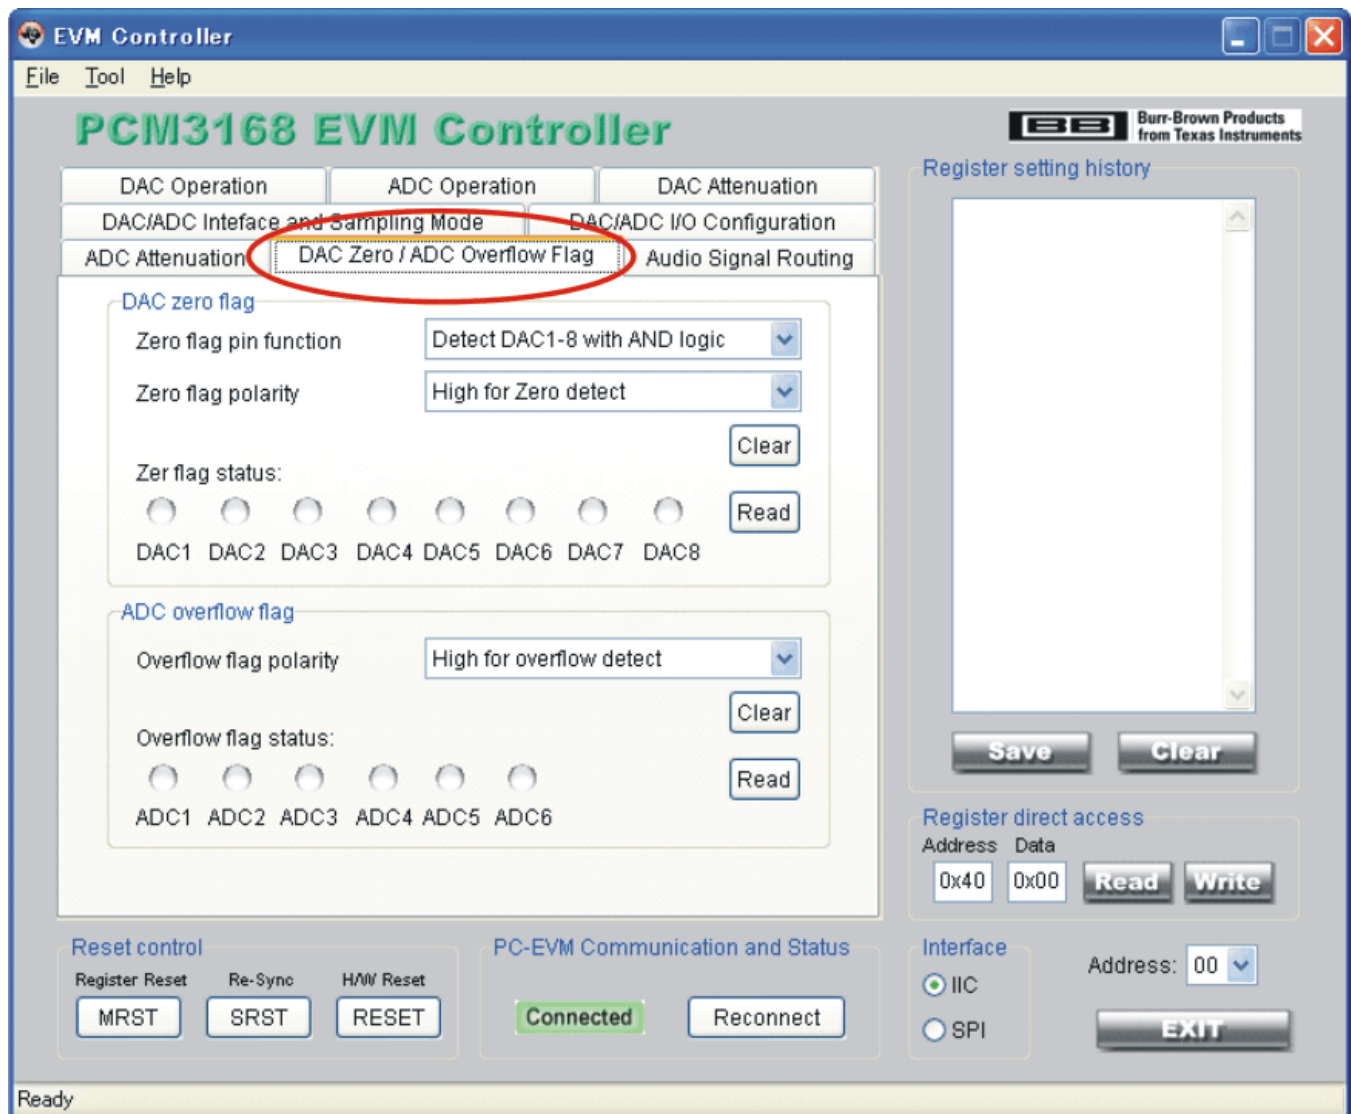 EVM Controller
File Tool Help
PCM3168 EVM Controller
BB Burr-Brown Products
from Texas Instruments
DAC Operation ADC Operation DAC Attenuation
DAC/ADC Inteface and Sampling Mode DAC/ADC I/O Configuration
ADC Attenuation DAC Zero / ADC Overflow Flag Audio Signal Routing
DAC zero flag
Zero flag pin function Detect DAC1-8 with AND logic
Zero flag polarity High for Zero detect
Clear
Zer flag status:
Read
DAC1 DAC2 DAC3 DAC4 DAC5 DAC6 DAC7 DAC8
ADC overflow flag
Overflow flag polarity High for overflow detect
Clear
Overflow flag status:
Read
ADC1 ADC2 ADC3 ADC4 ADC5 ADC6
Register setting history
Save Clear
Register direct access
Address Data
0x40 0x00 Read Write
Reset control
Register Reset Re-Sync H/W Reset
MRST SRST RESET
PC-EVM Communication and Status
Connected Reconnect
Interface
IIC
SPI
Address: 00
EXIT
Ready